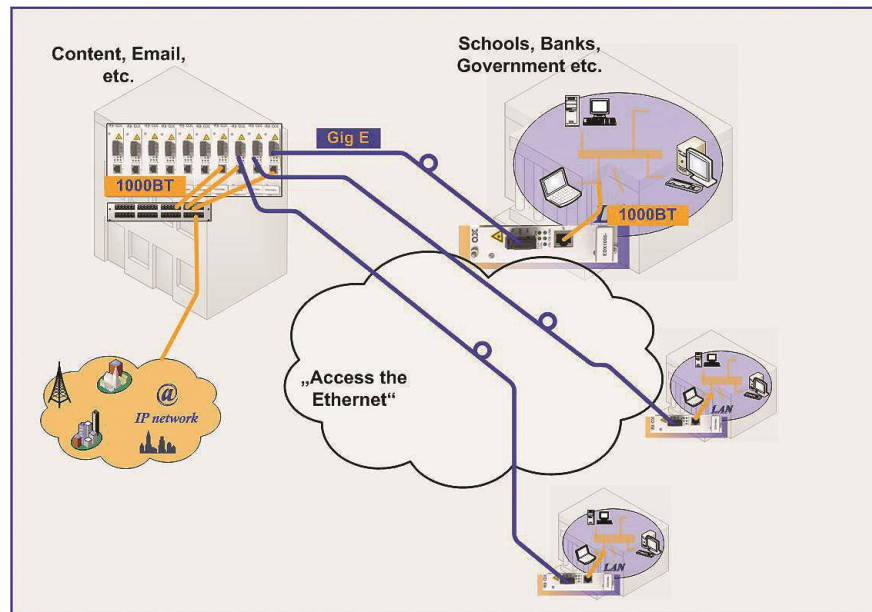 Content, Email,
etc.
Schools, Banks,
Government etc.
Gig E
1000BT
1000BT
„Access the
Ethernet“
@
IP network
LAN
LAN